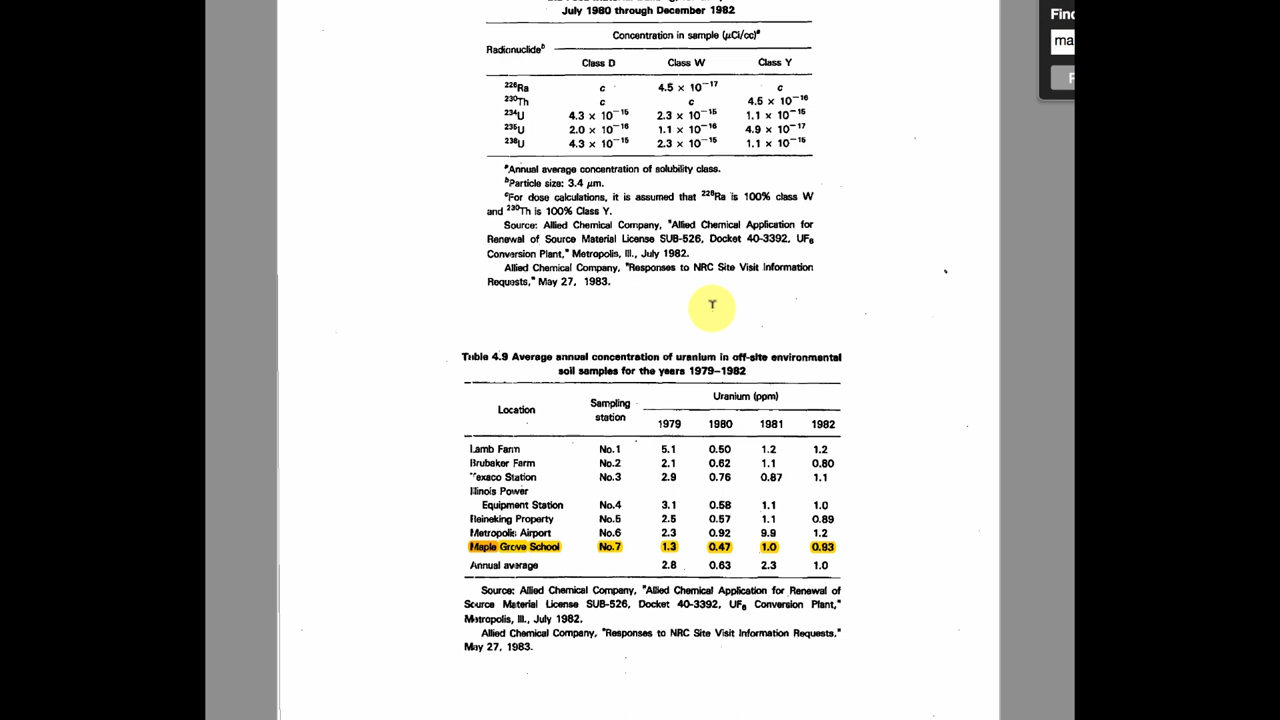 July 1980 through December 1982
Concentration in sample (μCi/cc)ᵃ
Radionuclideᵇ
Class D Class W Class Y
²²⁶Ra c 4.5 × 10⁻¹⁷ c
²³⁰Th c c 4.5 × 10⁻¹⁶
²³⁴U 4.3 × 10⁻¹⁵ 2.3 × 10⁻¹⁵ 1.1 × 10⁻¹⁵
²³⁵U 2.0 × 10⁻¹⁶ 1.1 × 10⁻¹⁶ 4.9 × 10⁻¹⁷
²³⁸U 4.3 × 10⁻¹⁵ 2.3 × 10⁻¹⁵ 1.1 × 10⁻¹⁵
ᵃAnnual average concentration of solubility class.
ᵇParticle size: 3.4 μm.
ᶜFor dose calculations, it is assumed that ²²⁶Ra is 100% class W
and ²³⁰Th is 100% Class Y.
Source: Allied Chemical Company, "Allied Chemical Application for
Renewal of Source Material License SUB-526, Docket 40-3392, UF₆
Conversion Plant," Metropolis, Ill., July 1982.
Allied Chemical Company, "Responses to NRC Site Visit Information
Requests," May 27, 1983.
Table 4.9 Average annual concentration of uranium in off-site environmental
soil samples for the years 1979–1982
Location Sampling station Uranium (ppm)
1979 1980 1981 1982
Lamb Farm No.1 5.1 0.50 1.2 1.2
Brubaker Farm No.2 2.1 0.62 1.1 0.80
Texaco Station No.3 2.9 0.76 0.87 1.1
Illinois Power
Equipment Station No.4 3.1 0.58 1.1 1.0
Reineking Property No.5 2.5 0.57 1.1 0.89
Metropolis Airport No.6 2.3 0.92 9.9 1.2
Maple Grove School No.7 1.3 0.47 1.0 0.93
Annual average 2.8 0.63 2.3 1.0
Source: Allied Chemical Company, "Allied Chemical Application for Renewal of
Source Material License SUB-526, Docket 40-3392, UF₆ Conversion Plant,"
Metropolis, Ill., July 1982.
Allied Chemical Company, "Responses to NRC Site Visit Information Requests,"
May 27, 1983.
Find
ma